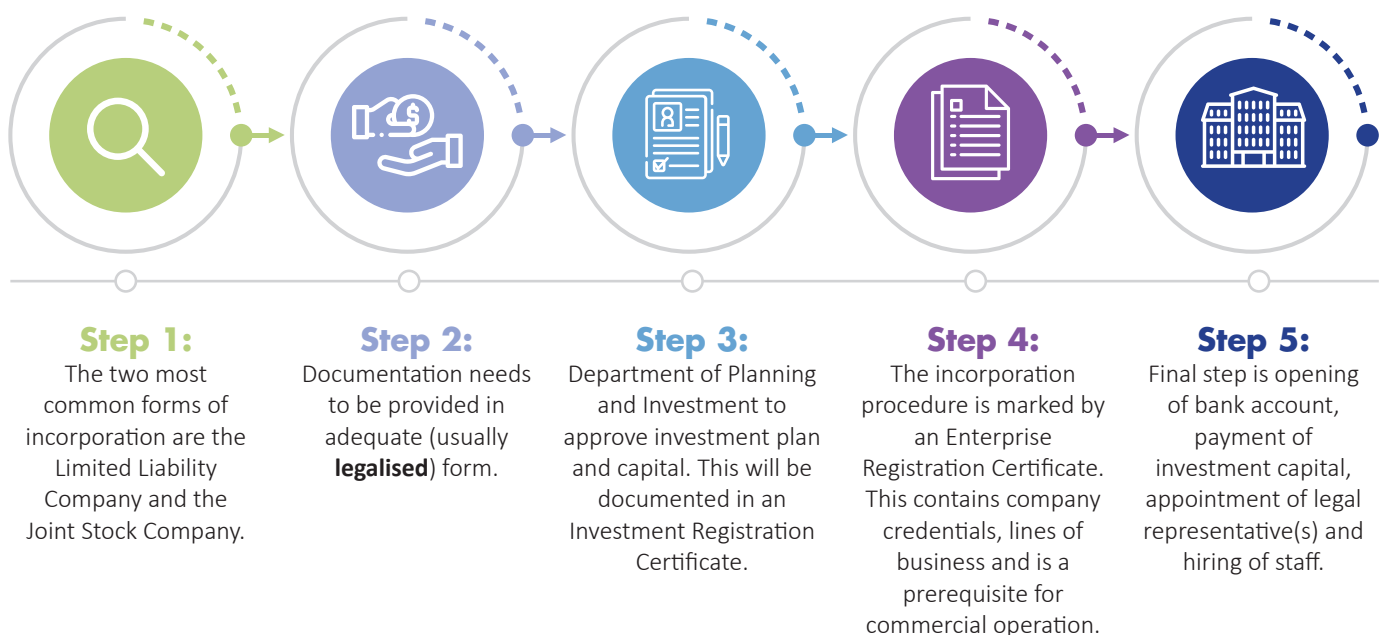 Step 1:
The two most
common forms of
incorporation are the
Limited Liability
Company and the
Joint Stock Company.
Step 2:
Documentation needs
to be provided in
adequate (usually
legalised) form.
Step 3:
Department of Planning
and Investment to
approve investment plan
and capital. This will be
documented in an
Investment Registration
Certificate.
Step 4:
The incorporation
procedure is marked by
an Enterprise
Registration Certificate.
This contains company
credentials, lines of
business and is a
prerequisite for
commercial operation.
Step 5:
Final step is opening
of bank account,
payment of
investment capital,
appointment of legal
representative(s) and
hiring of staff.